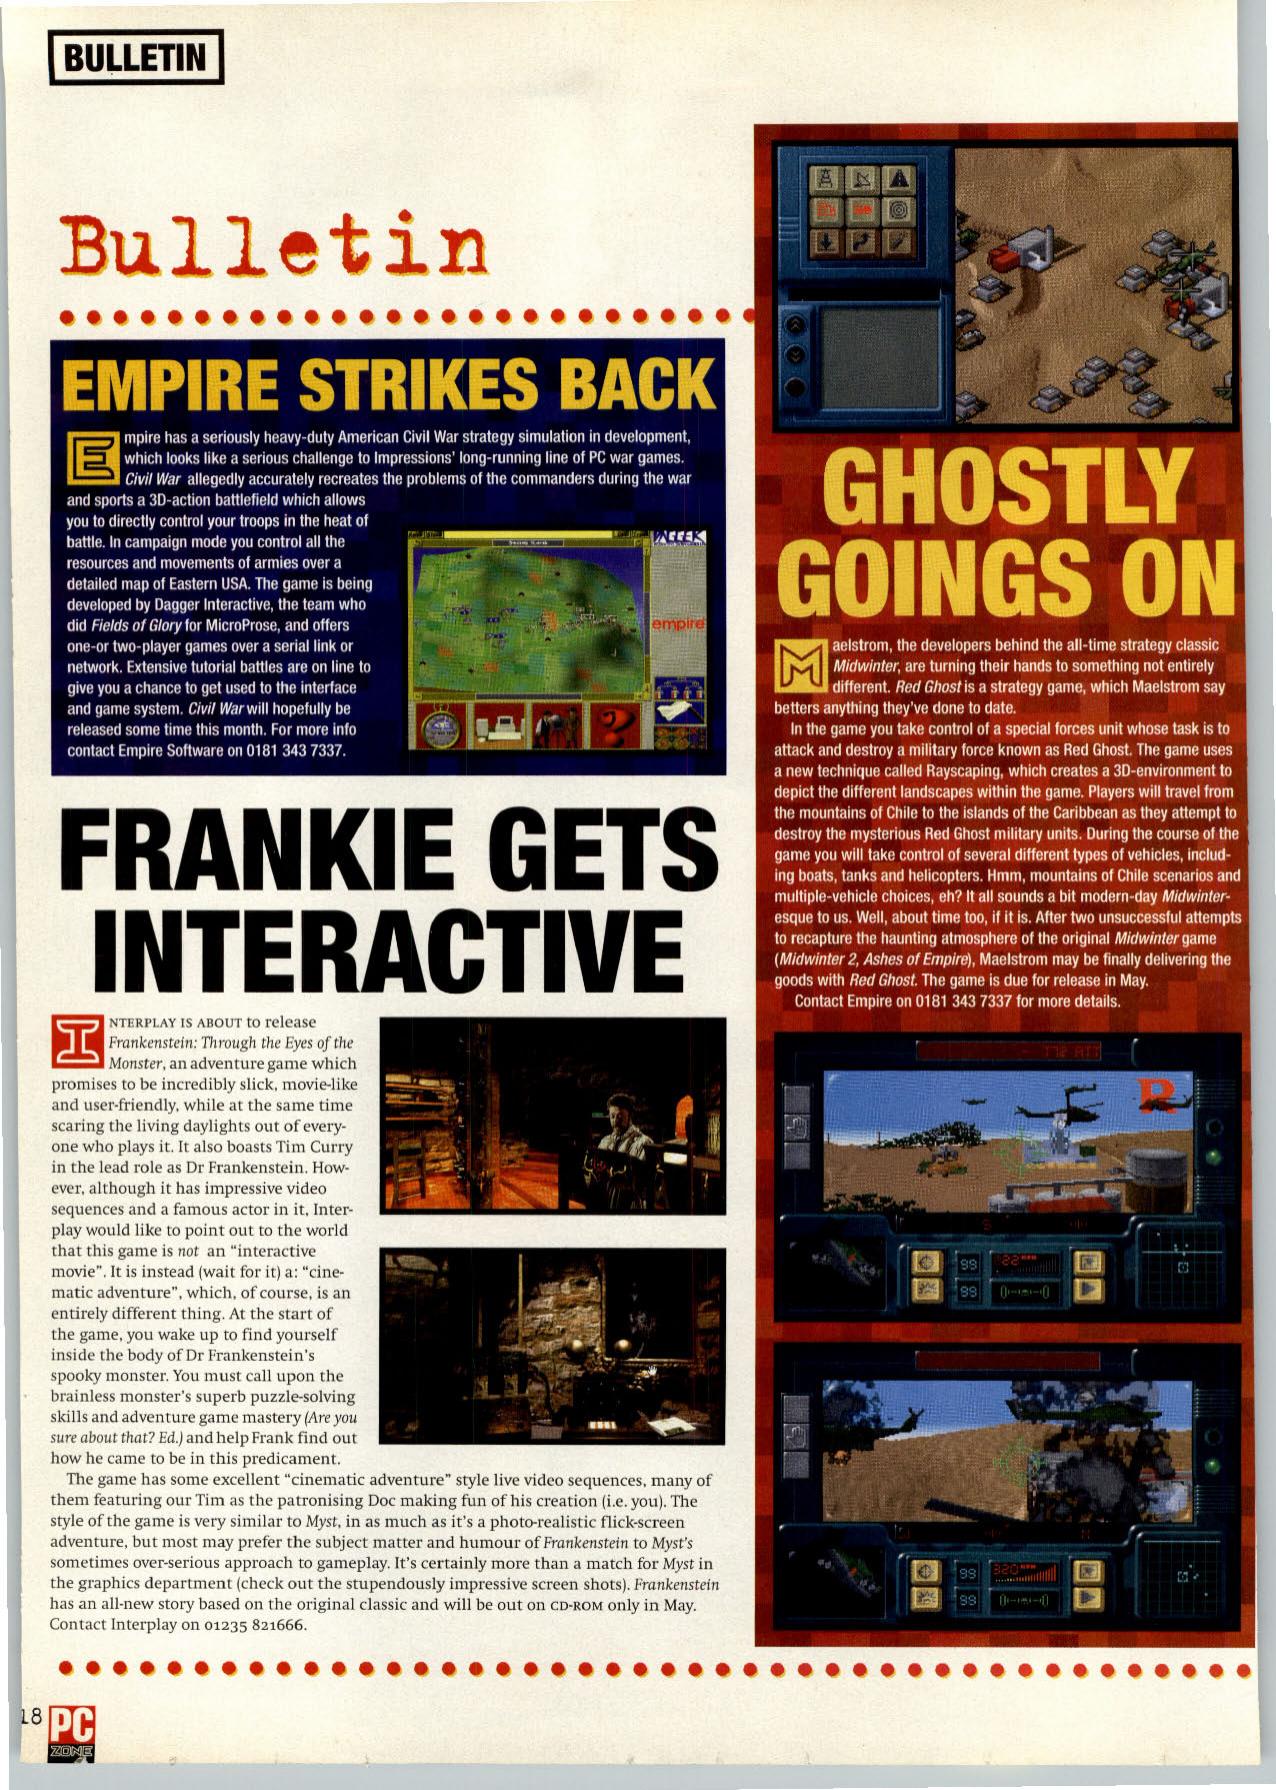 BULLETIN
Bulletin
EMPIRE STRIKES BACK
Empire has a seriously heavy-duty American Civil War strategy simulation in development,
which looks like a serious challenge to Impressions' long-running line of PC war games.
Civil War allegedly accurately recreates the problems of the commanders during the war
and sports a 3D-action battlefield which allows
you to directly control your troops in the heat of
battle. In campaign mode you control all the
resources and movements of armies over a
detailed map of Eastern USA. The game is being
developed by Dagger Interactive, the team who
did Fields of Glory for MicroProse, and offers
one-or two-player games over a serial link or
network. Extensive tutorial battles are on line to
give you a chance to get used to the interface
and game system. Civil War will hopefully be
released some time this month. For more info
contact Empire Software on 0181 343 7337.
empire
FRANKIE GETS
INTERACTIVE
INTERPLAY IS ABOUT to release
Frankenstein: Through the Eyes of the
Monster, an adventure game which
promises to be incredibly slick, movie-like
and user-friendly, while at the same time
scaring the living daylights out of every-
one who plays it. It also boasts Tim Curry
in the lead role as Dr Frankenstein. How-
ever, although it has impressive video
sequences and a famous actor in it, Inter-
play would like to point out to the world
that this game is not an "interactive
movie". It is instead (wait for it) a: "cine-
matic adventure", which, of course, is an
entirely different thing. At the start of
the game, you wake up to find yourself
inside the body of Dr Frankenstein's
spooky monster. You must call upon the
brainless monster's superb puzzle-solving
skills and adventure game mastery (Are you
sure about that? Ed.) and help Frank find out
how he came to be in this predicament.
The game has some excellent "cinematic adventure" style live video sequences, many of
them featuring our Tim as the patronising Doc making fun of his creation (i.e. you). The
style of the game is very similar to Myst, in as much as it's a photo-realistic flick-screen
adventure, but most may prefer the subject matter and humour of Frankenstein to Myst's
sometimes over-serious approach to gameplay. It's certainly more than a match for Myst in
the graphics department (check out the stupendously impressive screen shots). Frankenstein
has an all-new story based on the original classic and will be out on CD-ROM only in May.
Contact Interplay on 01235 821666.
GHOSTLY
GOINGS ON
Maelstrom, the developers behind the all-time strategy classic
Midwinter, are turning their hands to something not entirely
different. Red Ghost is a strategy game, which Maelstrom say
betters anything they've done to date.
In the game you take control of a special forces unit whose task is to
attack and destroy a military force known as Red Ghost. The game uses
a new technique called Rayscaping, which creates a 3D-environment to
depict the different landscapes within the game. Players will travel from
the mountains of Chile to the islands of the Caribbean as they attempt to
destroy the mysterious Red Ghost military units. During the course of the
game you will take control of several different types of vehicles, includ-
ing boats, tanks and helicopters. Hmm, mountains of Chile scenarios and
multiple-vehicle choices, eh? It all sounds a bit modern-day Midwinter-
esque to us. Well, about time too, if it is. After two unsuccessful attempts
to recapture the haunting atmosphere of the original Midwinter game
(Midwinter 2, Ashes of Empire), Maelstrom may be finally delivering the
goods with Red Ghost. The game is due for release in May.
Contact Empire on 0181 343 7337 for more details.
R
S
99
99
99
320
99
18
PC
ZONE